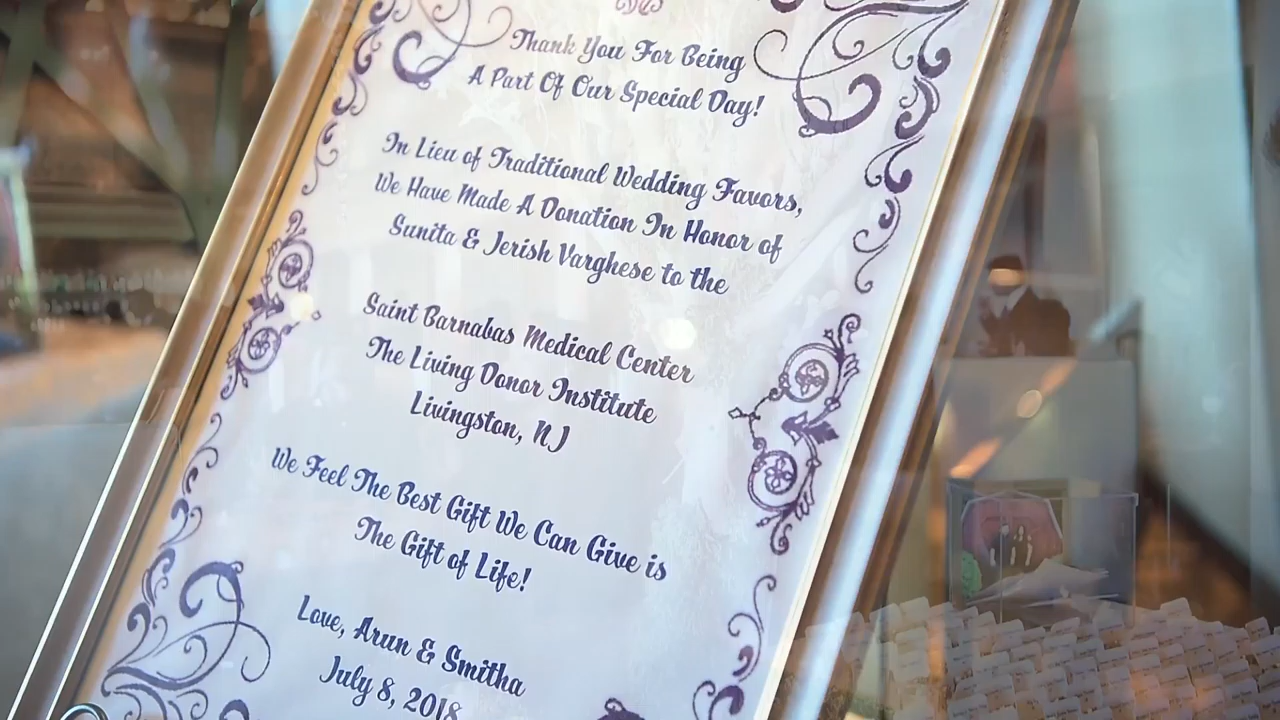 Thank You For Being
A Part Of Our Special Day!
In Lieu of Traditional Wedding Favors,
We Have Made A Donation In Honor of
Sunita & Jerish Varghese to the
Saint Barnabas Medical Center
The Living Donor Institute
Livingston, NJ
We Feel The Best Gift We Can Give is
The Gift of Life!
Love, Arun & Smitha
July 8, 2018